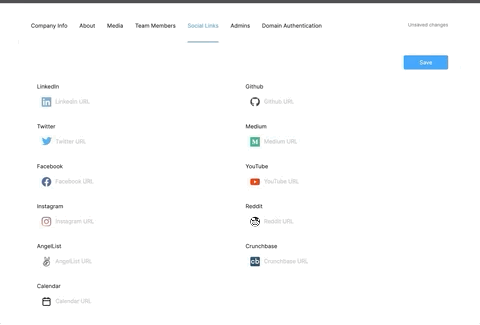 Company Info About Media Team Members Social Links Admins Domain Authentication Unsaved changes
Save
LinkedIn Github
in LinkedIn URL Github URL
Twitter Medium
Twitter URL M Medium URL
Facebook YouTube
Facebook URL YouTube URL
Instagram Reddit
Instagram URL Reddit URL
AngelList Crunchbase
AngelList URL cb Crunchbase URL
Calendar
Calendar URL